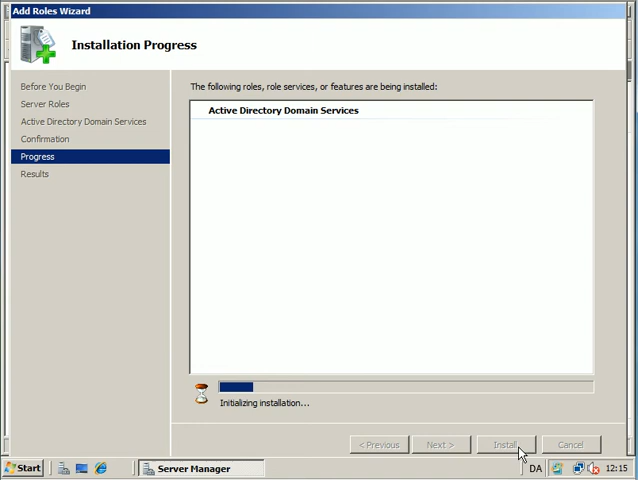 Add Roles Wizard
Installation Progress
Before You Begin
Server Roles
Active Directory Domain Services
Confirmation
Progress
Results
The following roles, role services, or features are being installed:
Active Directory Domain Services
Initializing installation...
< Previous
Next >
Install
Cancel
Start
Server Manager
DA
12:15